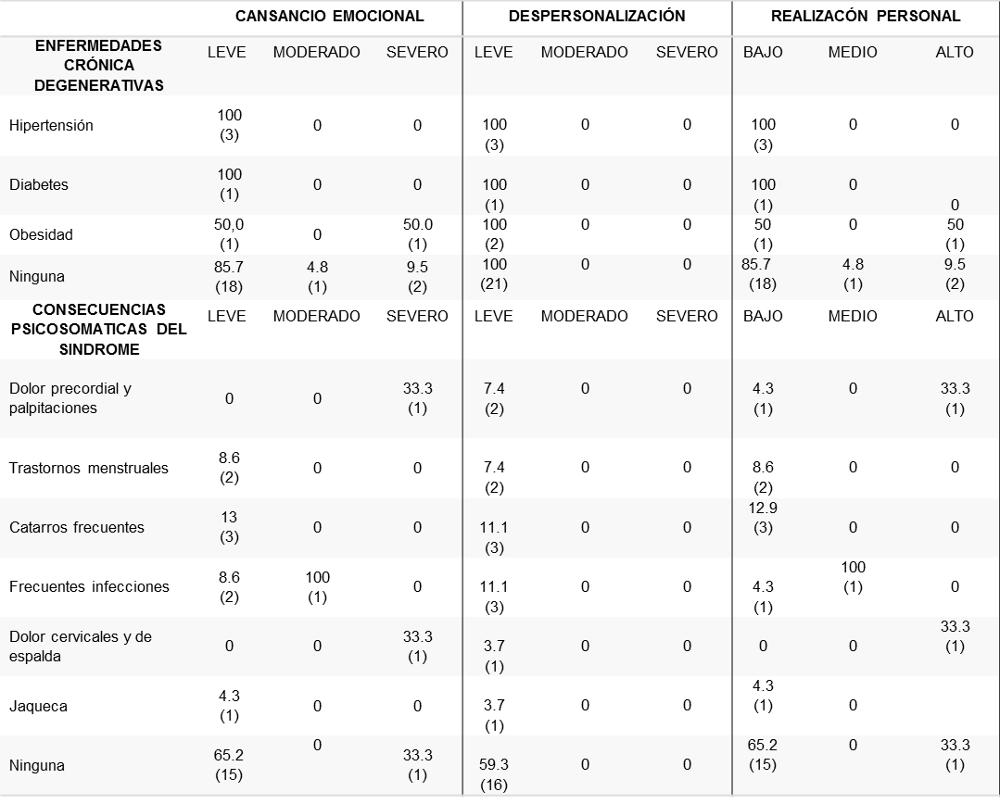 CANSANCIO EMOCIONAL DESPERSONALIZACIÓN REALIZACÓN PERSONAL
ENFERMEDADES CRÓNICA DEGENERATIVAS LEVE MODERADO SEVERO LEVE MODERADO SEVERO BAJO MEDIO ALTO
Hipertensión 100 (3) 0 0 100 (3) 0 0 100 (3) 0 0
Diabetes 100 (1) 0 0 100 (1) 0 0 100 (1) 0 0
Obesidad 50,0 (1) 0 50.0 (1) 100 (2) 0 0 50 (1) 0 50 (1)
Ninguna 85.7 (18) 4.8 (1) 9.5 (2) 100 (21) 0 0 85.7 (18) 4.8 (1) 9.5 (2)
CONSECUENCIAS PSICOSOMATICAS DEL SINDROME LEVE MODERADO SEVERO LEVE MODERADO SEVERO BAJO MEDIO ALTO
Dolor precordial y palpitaciones 0 0 33.3 (1) 7.4 (2) 0 0 4.3 (1) 0 33.3 (1)
Trastornos menstruales 8.6 (2) 0 0 7.4 (2) 0 0 8.6 (2) 0 0
Catarros frecuentes 13 (3) 0 0 11.1 (3) 0 0 12.9 (3) 0 0
Frecuentes infecciones 8.6 (2) 100 (1) 0 11.1 (3) 0 0 4.3 (1) 100 (1) 0
Dolor cervicales y de espalda 0 0 33.3 (1) 3.7 (1) 0 0 0 0 33.3 (1)
Jaqueca 4.3 (1) 0 0 3.7 (1) 0 0 4.3 (1) 0
Ninguna 65.2 (15) 0 33.3 (1) 59.3 (16) 0 0 65.2 (15) 0 33.3 (1)